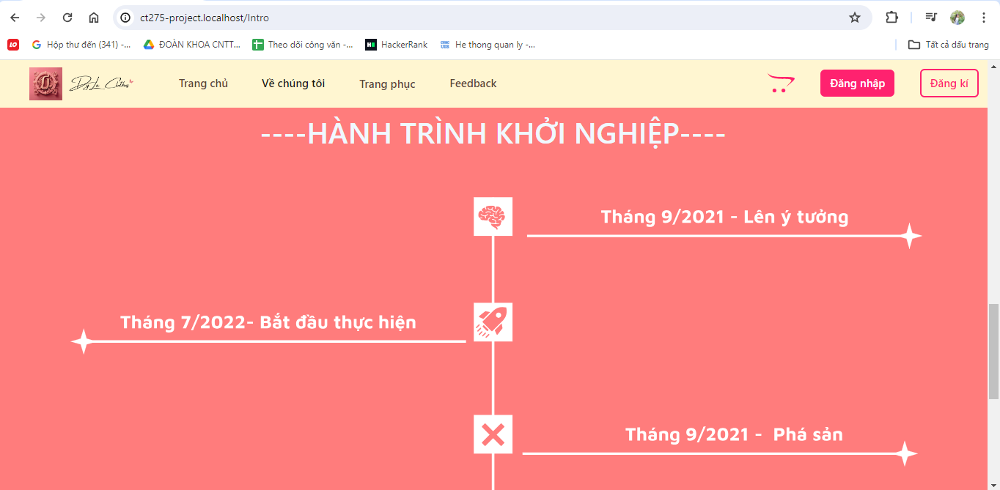 ct275-project.localhost/Intro
Hộp thư đến (341) -...
ĐOÀN KHOA CNTT...
Theo dõi công văn -...
HackerRank
He thong quan ly -...
Tất cả dấu trang
Trang chủ
Về chúng tôi
Trang phục
Feedback
Đăng nhập
Đăng kí
----HÀNH TRÌNH KHỞI NGHIỆP----
Tháng 9/2021 - Lên ý tưởng
Tháng 7/2022- Bắt đầu thực hiện
Tháng 9/2021 -  Phá sản